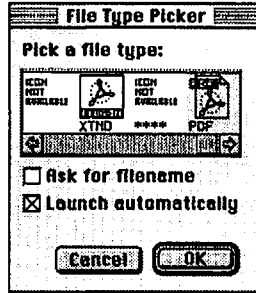 File Type Picker
Pick a file type:
ICON NOT AVAILABLE
ICON NOT AVAILABLE
XTND **** PDF
Ask for filename
Launch automatically
Cancel OK